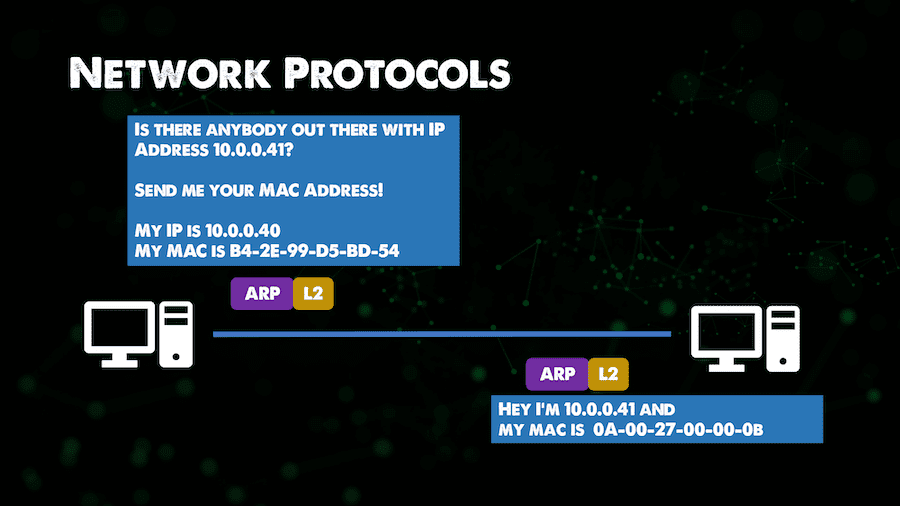 Network Protocols
Is there anybody out there with IP
Address 10.0.0.41?
Send me your MAC Address!
My IP is 10.0.0.40
My MAC is B4-2E-99-D5-BD-54
ARP L2
ARP L2
Hey I'm 10.0.0.41 and
my mac is 0A-00-27-00-00-0B